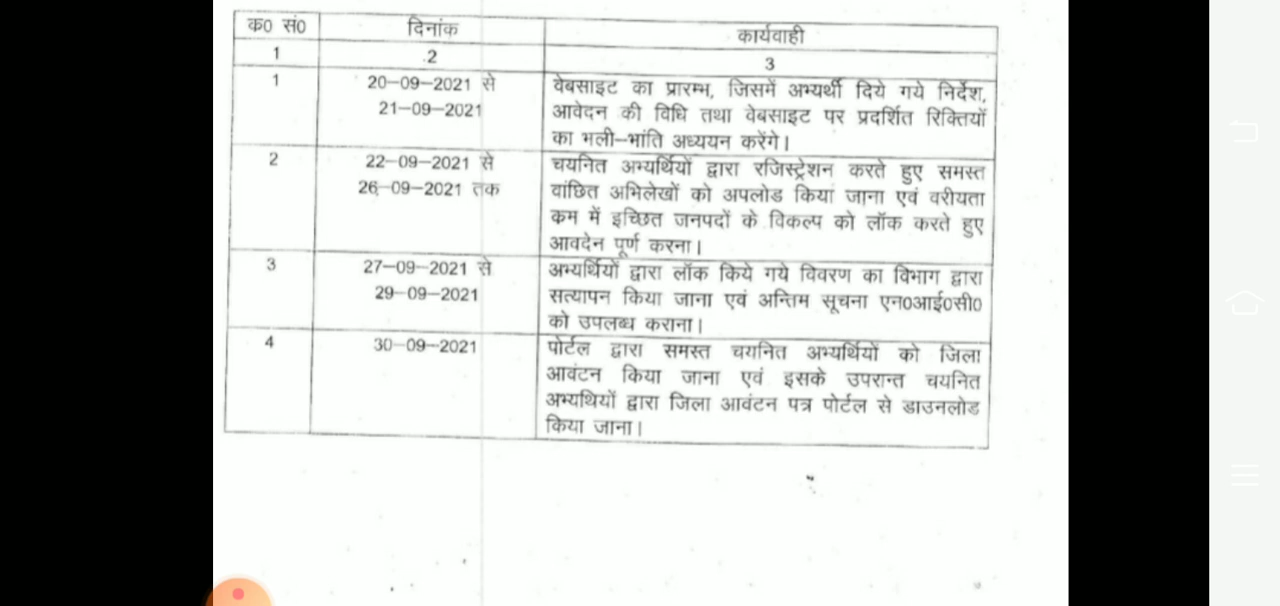 क0 सं0 दिनांक कार्यवाही
1 2 3
1 20-09-2021 से वेबसाइट का प्रारम्भ, जिसमें अभ्यर्थी दिये गये निर्देश,
21-09-2021 आवेदन की विधि तथा वेबसाइट पर प्रदर्शित रिक्तियों
का भली-भांति अध्ययन करेंगे।
2 22-09-2021 से चयनित अभ्यर्थियों द्वारा रजिस्ट्रेशन करते हुए समस्त
26-09-2021 तक वांछित अभिलेखों को अपलोड किया जाना एवं वरीयता
कम में इच्छित जनपदों के विकल्प को लॉक करते हुए
आवदेन पूर्ण करना।
3 27-09-2021 से अभ्यर्थियों द्वारा लॉक किये गये विवरण का विभाग द्वारा
29-09-2021 सत्यापन किया जाना एवं अन्तिम सूचना एन0आई0सी0
को उपलब्ध कराना।
4 30-09-2021 पोर्टल द्वारा समस्त चयनित अभ्यर्थियों को जिला
आवंटन किया जाना एवं इसके उपरान्त चयनित
अभ्यथियों द्वारा जिला आवंटन पत्र पोर्टल से डाउनलोड
किया जाना।